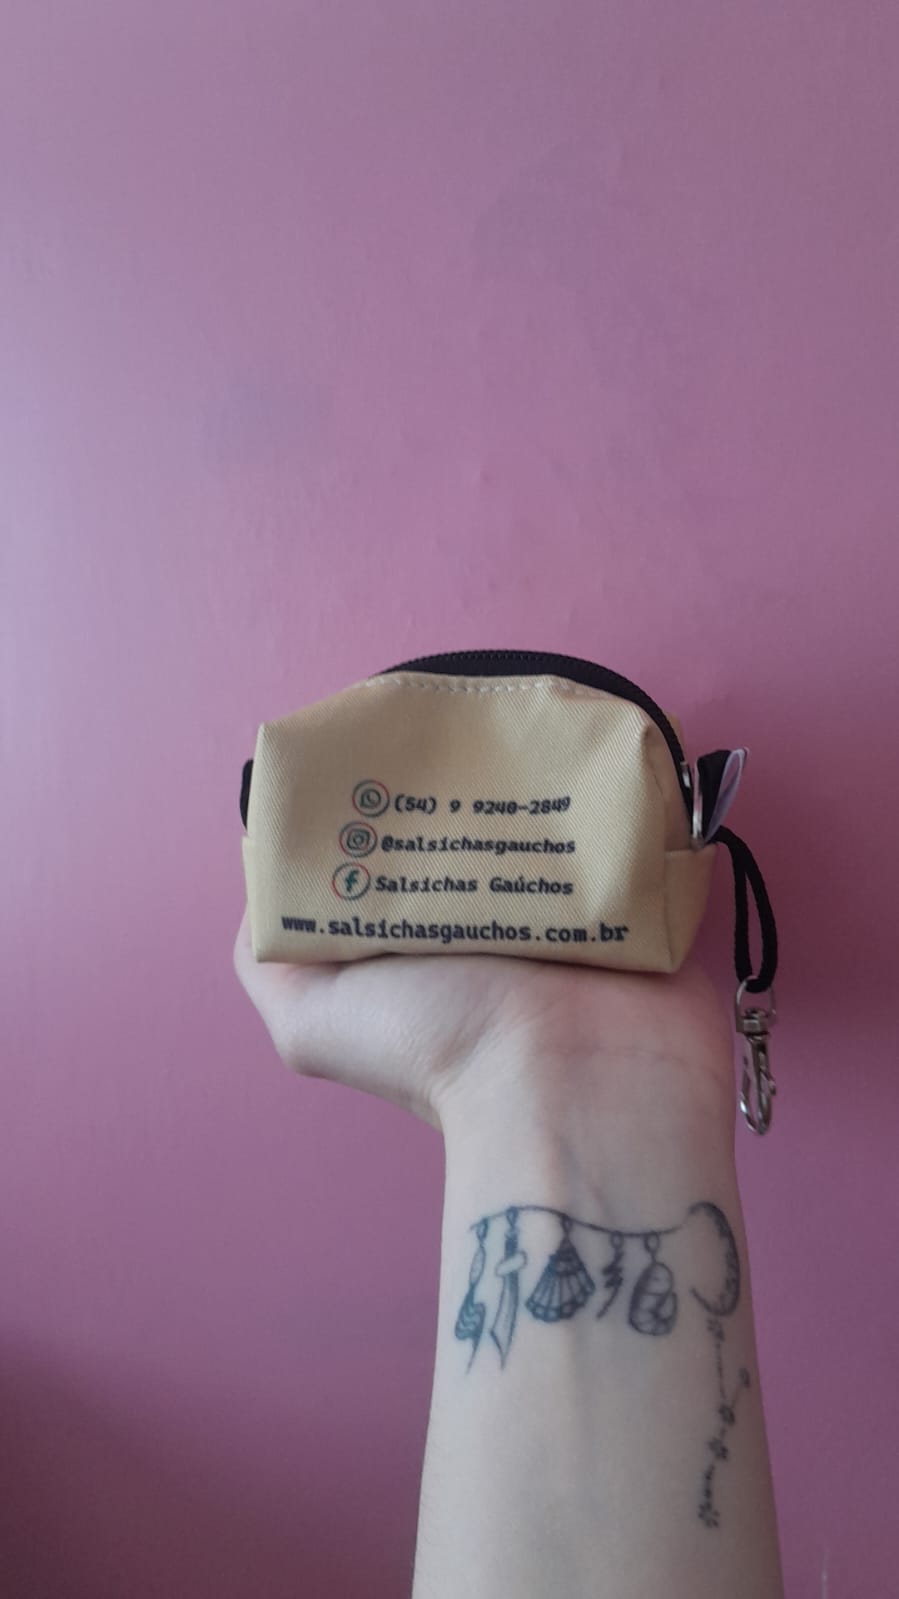 (54) 9 9240-2849
@salsichasgauchos
Salsichas Gaúchos
www.salsichasgauchos.com.br